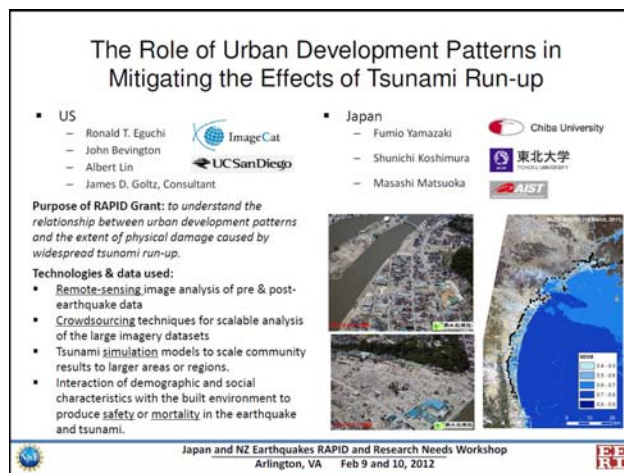 The Role of Urban Development Patterns in
Mitigating the Effects of Tsunami Run-up
US
Ronald T. Eguchi
John Bevington
Albert Lin
James D. Goltz, Consultant
ImageCat
UCSanDiego
Japan
Fumio Yamazaki
Shunichi Koshimura
Masashi Matsuoka
Chiba University
東北大学
TOHOKU UNIVERSITY
AIST
Purpose of RAPID Grant: to understand the
relationship between urban development patterns
and the extent of physical damage caused by
widespread tsunami run-up.
Technologies & data used:
Remote-sensing image analysis of pre & post-
earthquake data
Crowdsourcing techniques for scalable analysis
of the large imagery datasets
Tsunami simulation models to scale community
results to larger areas or regions.
Interaction of demographic and social
characteristics with the built environment to
produce safety or mortality in the earthquake
and tsunami.
Japan and NZ Earthquakes RAPID and Research Needs Workshop
Arlington, VA Feb 9 and 10, 2012
NSF
EE
RI